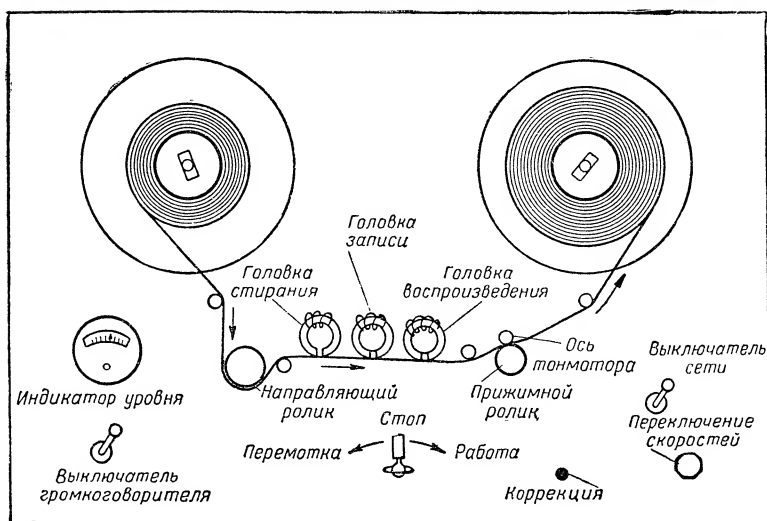 Головка
записи
Головка
стирания
Головка
воспроизведения
Индикатор уровня
Направляющий
ролик
Ось
тонмотора
Прижимной
ролик
Выключатель
сети
Переключение
скоростей
Стоп
Перемотка
Работа
Выключатель
громкоговорителя
Коррекция